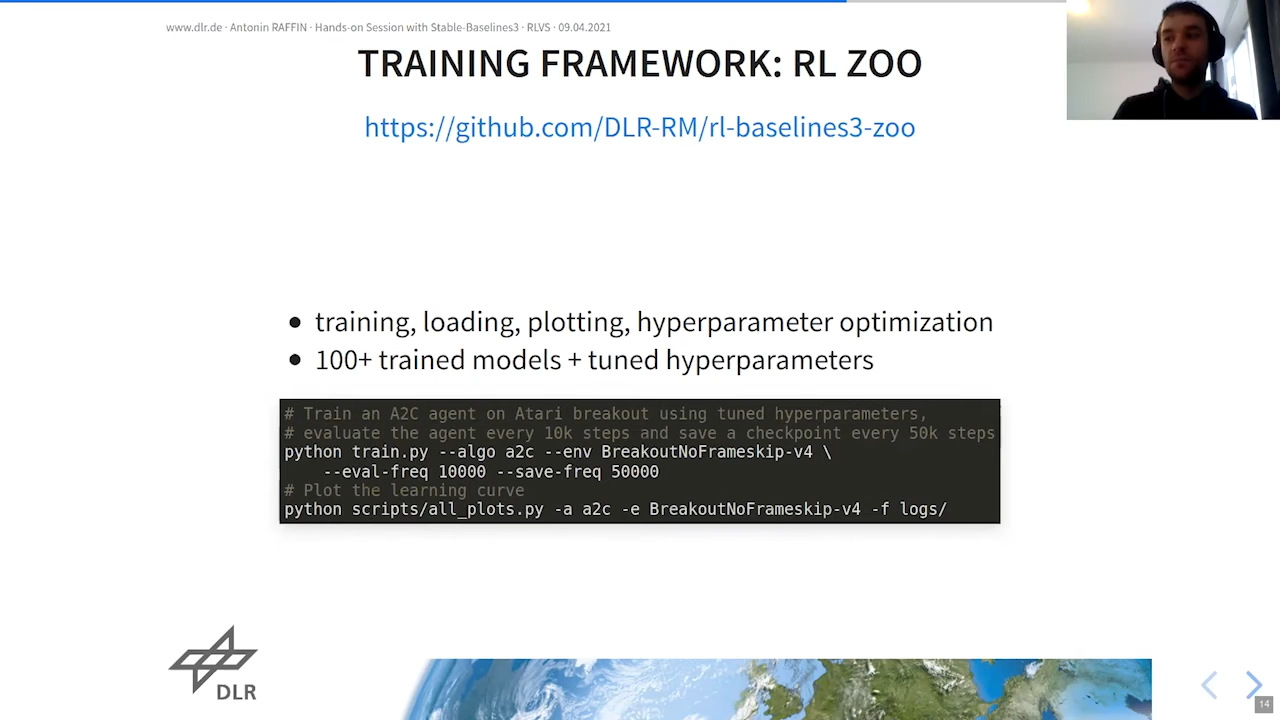 www.dlr.de · Antonin RAFFIN · Hands-on Session with Stable-Baselines3 · RLVS · 09.04.2021
TRAINING FRAMEWORK: RL ZOO
https://github.com/DLR-RM/rl-baselines3-zoo
• training, loading, plotting, hyperparameter optimization
• 100+ trained models + tuned hyperparameters
# Train an A2C agent on Atari breakout using tuned hyperparameters,
# evaluate the agent every 10k steps and save a checkpoint every 50k steps
python train.py --algo a2c --env BreakoutNoFrameskip-v4 \
--eval-freq 10000 --save-freq 50000
# Plot the learning curve
python scripts/all_plots.py -a a2c -e BreakoutNoFrameskip-v4 -f logs/
DLR
14